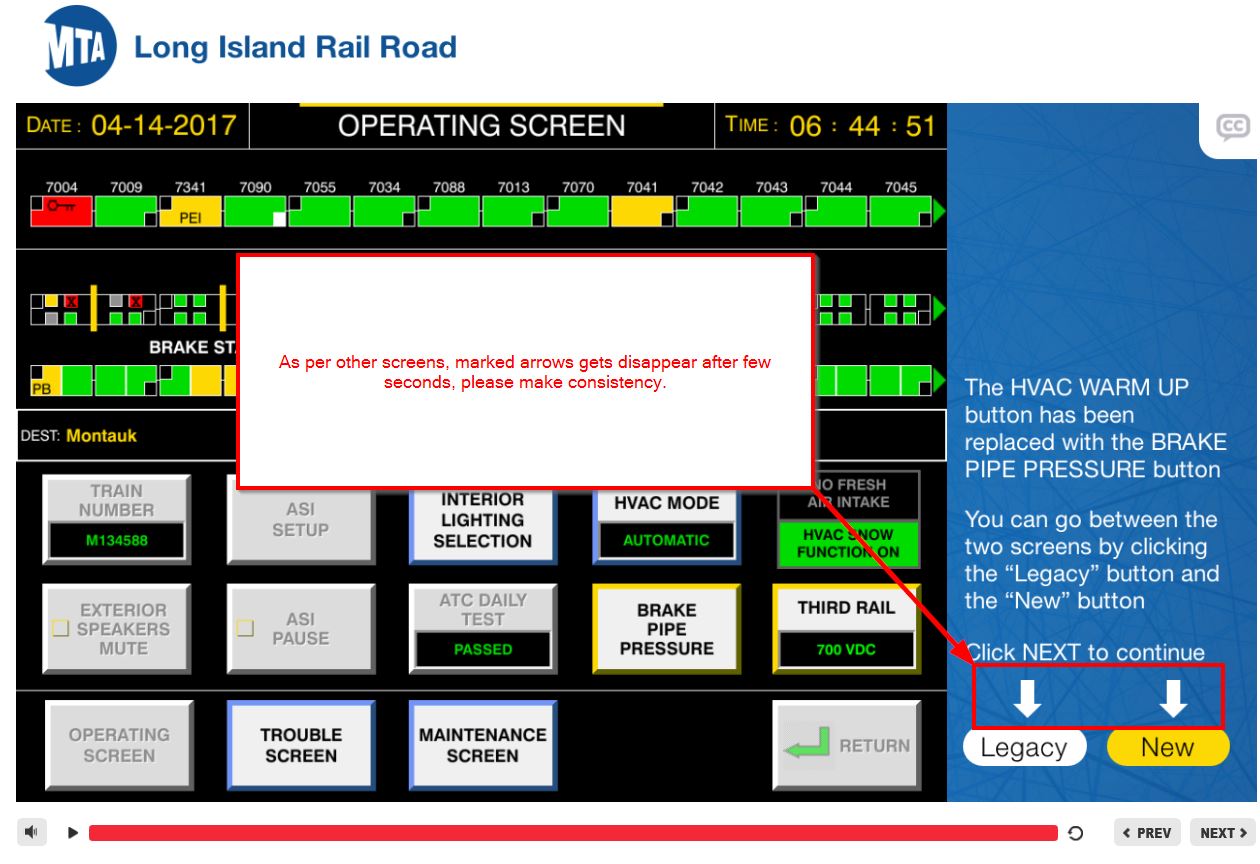 MTA Long Island Rail Road
DATE : 04-14-2017
OPERATING SCREEN
TIME : 06 : 44 : 51
CC
7004 7009 7341 7090 7055 7034 7088 7013 7070 7041 7042 7043 7044 7045
PEI
As per other screens, marked arrows gets disappear after few
seconds, please make consistency.
X X
BRAKE
PB
DEST: Montauk
TRAIN
NUMBER
M134588
ASI
SETUP
INTERIOR
LIGHTING
SELECTION
HVAC MODE
AUTOMATIC
NO FRESH
AIR INTAKE
HVAC SNOW
FUNCTION ON
EXTERIOR
SPEAKERS
MUTE
ASI
PAUSE
ATC DAILY
TEST
PASSED
BRAKE
PIPE
PRESSURE
THIRD RAIL
700 VDC
OPERATING
SCREEN
TROUBLE
SCREEN
MAINTENANCE
SCREEN
RETURN
The HVAC WARM UP
button has been
replaced with the BRAKE
PIPE PRESSURE button
You can go between the
two screens by clicking
the “Legacy” button and
the “New” button
Click NEXT to continue
Legacy
New
PREV
NEXT